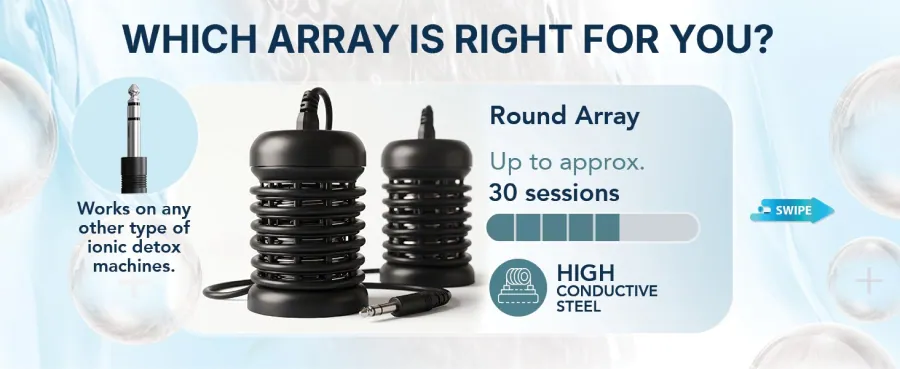 WHICH ARRAY IS RIGHT FOR YOU?
Works on any
other type of
ionic detox
machines.
Round Array
Up to approx.
30 sessions
HIGH
CONDUCTIVE
STEEL
SWIPE